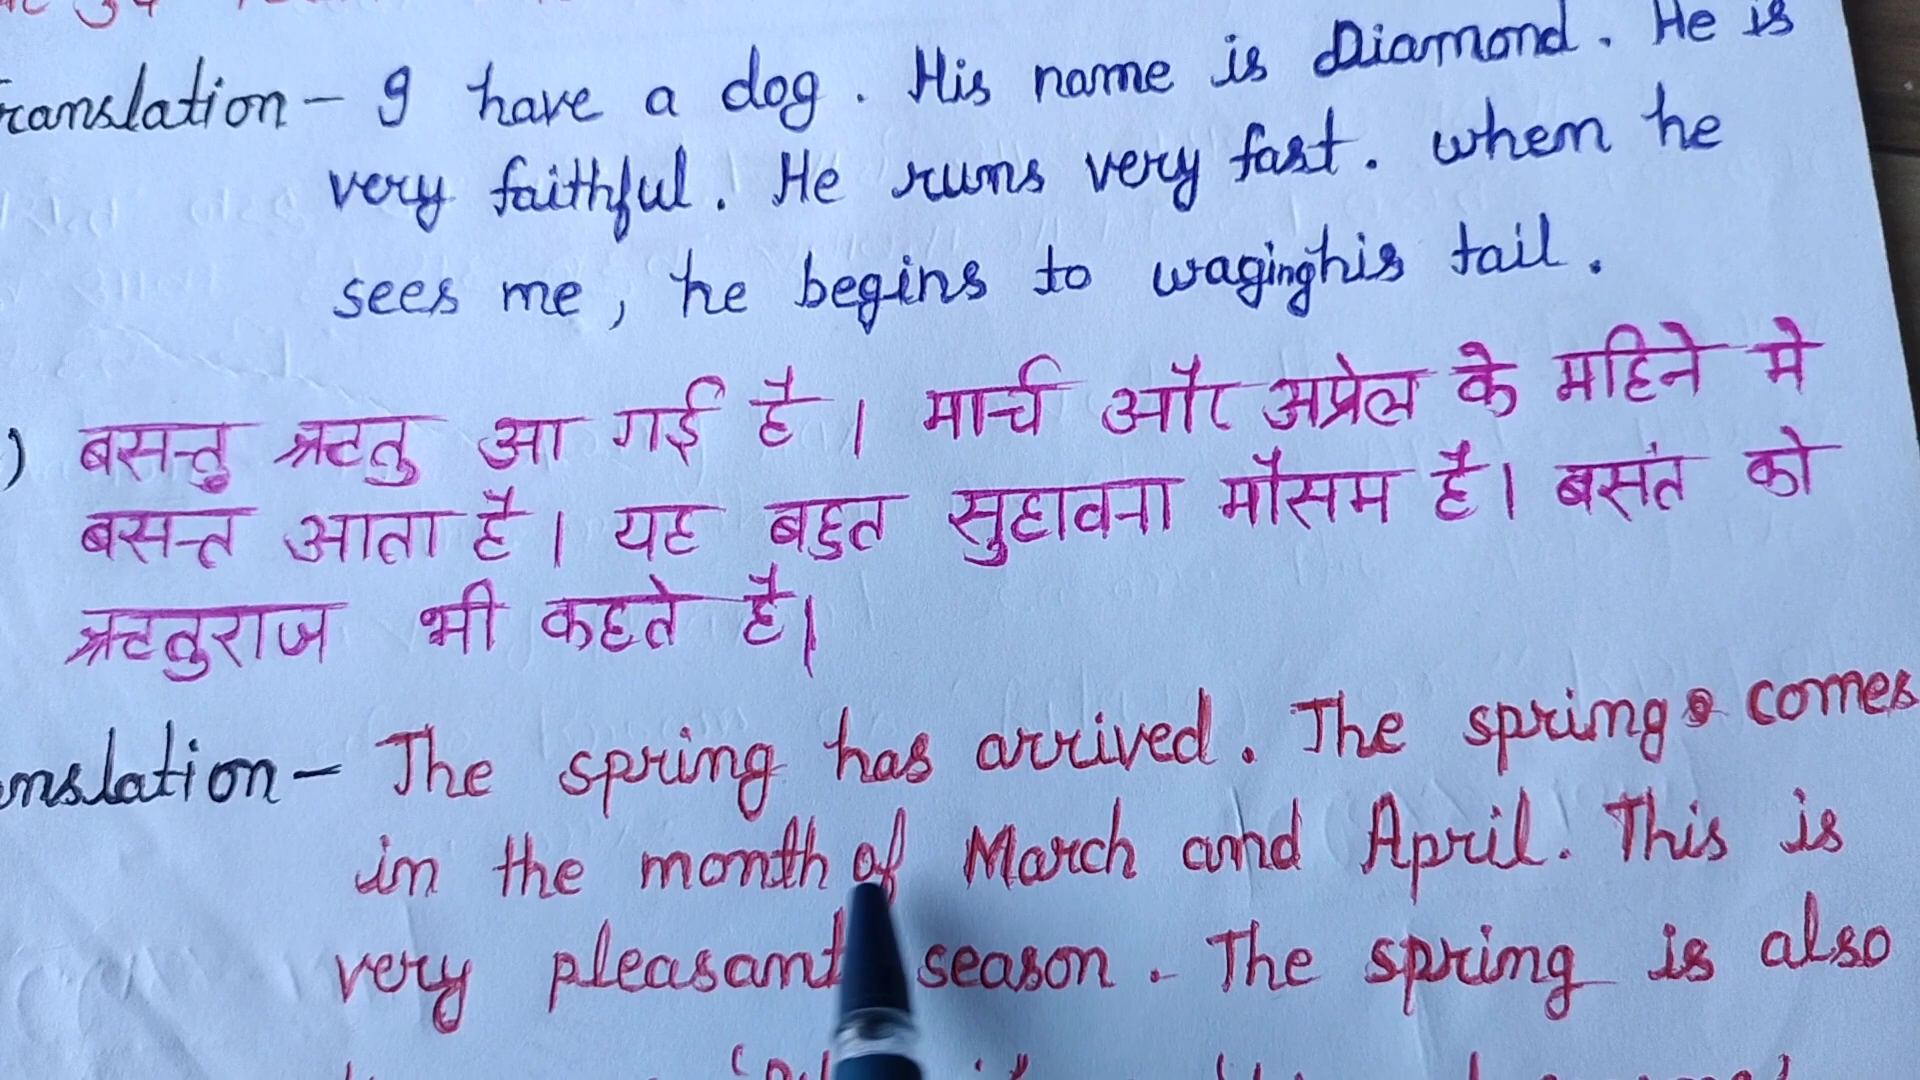 Translation - I have a dog. His name is Diamond. He is
very faithful. He runs very fast. when he
sees me, he begins to waginghis tail.
) बसन्तु ऋतु आ गई है। मार्च और अप्रेल के महिने मे
बसन्त आता है। यह बहुत सुहावना मौसम है। बसंत को
ऋतुराज भी कहते है।
nslation - The spring has arrived. The spring comes
in the month of March and April. This is
very pleasant season. The spring is also